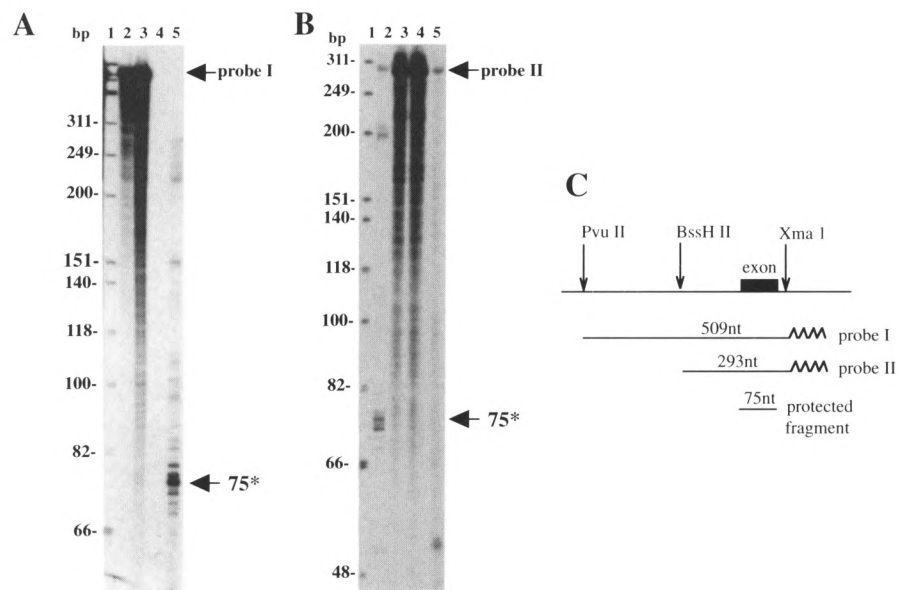 A
bp 1 2 3 4 5
probe I
311-
249-
200-
151-
140-
118-
100-
82-
75*
66-
B
bp 1 2 3 4 5
311-
probe II
249-
200-
151-
140-
118-
100-
82-
75*
66-
48-
C
Pvu II BssH II Xma 1
exon
509nt probe I
293nt probe II
75nt protected
fragment